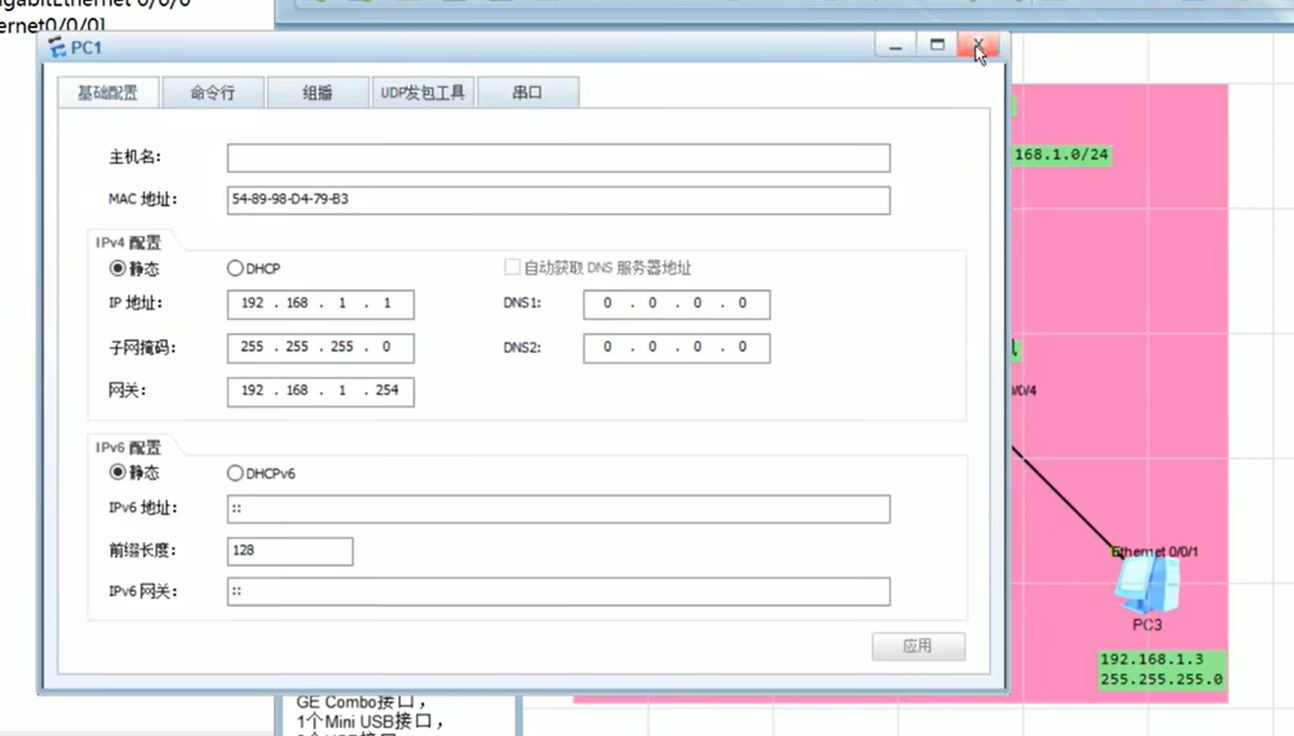 ernet0/0/0]
PC1
基础配置 命令行 组播 UDP发包工具 串口
主机名:
MAC 地址: 54-89-98-D4-79-B3
IPv4 配置
静态 DHCP 自动获取 DNS 服务器地址
IP 地址: 192 . 168 . 1 . 1 DNS1: 0 . 0 . 0 . 0
子网掩码: 255 . 255 . 255 . 0 DNS2: 0 . 0 . 0 . 0
网关: 192 . 168 . 1 . 254
IPv6 配置
静态 DHCPv6
IPv6 地址: ::
前缀长度: 128
IPv6 网关: ::
应用
168.1.0/24
/0/4
Ethernet 0/0/1
PC3
192.168.1.3
255.255.255.0
GE Combo接口,
1个Mini USB接口,